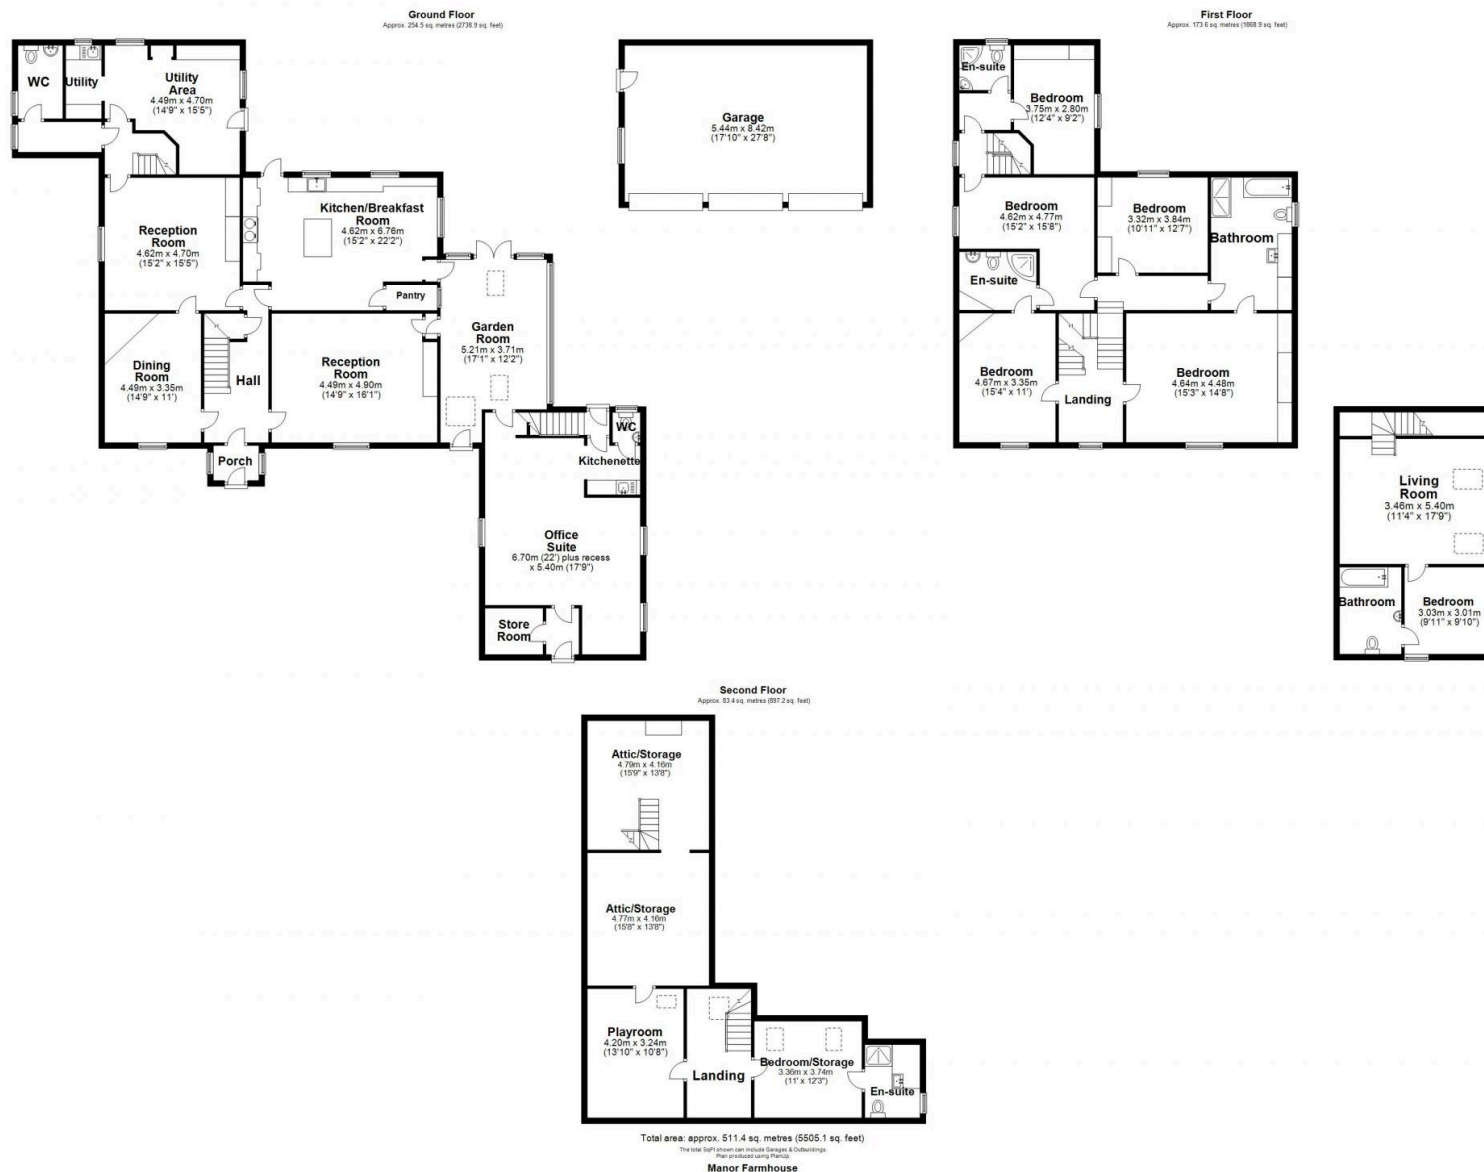 Ground Floor
Approx. 254.5 sq. metres (2738.9 sq. feet)
WC
Utility
Utility
Area
4.49m x 4.70m
(14'9" x 15'5")
Reception
Room
4.62m x 4.70m
(15'2" x 15'5")
Kitchen/Breakfast
Room
4.62m x 6.76m
(15'2" x 22'2")
Pantry
Garden
Room
5.21m x 3.71m
(17'1" x 12'2")
Dining
Room
4.49m x 3.35m
(14'9" x 11')
Hall
Reception
Room
4.49m x 4.90m
(14'9" x 16'1")
Porch
WC
Kitchenette
Office
Suite
6.70m (22') plus recess
x 5.40m (17'9")
Store
Room
Garage
5.44m x 8.42m
(17'10" x 27'8")
First Floor
Approx. 173.6 sq. metres (1868.9 sq. feet)
En-suite
Bedroom
3.75m x 2.80m
(12'4" x 9'2")
Bedroom
4.62m x 4.77m
(15'2" x 15'8")
Bedroom
3.32m x 3.84m
(10'11" x 12'7")
Bathroom
En-suite
Bedroom
4.67m x 3.35m
(15'4" x 11')
Landing
Bedroom
4.64m x 4.48m
(15'3" x 14'8")
Living
Room
3.46m x 5.40m
(11'4" x 17'9")
Bathroom
Bedroom
3.03m x 3.01m
(9'11" x 9'10")
Second Floor
Approx. 83.4 sq. metres (897.2 sq. feet)
Attic/Storage
4.79m x 4.16m
(15'9" x 13'8")
Attic/Storage
4.77m x 4.16m
(15'8" x 13'8")
Playroom
4.20m x 3.24m
(13'10" x 10'8")
Landing
Bedroom/Storage
3.36m x 3.74m
(11' x 12'3")
En-suite
Total area: approx. 511.4 sq. metres (5505.1 sq. feet)
The total SqFt shown can include Garages & Outbuildings.
Plan produced using PlanUp.
Manor Farmhouse